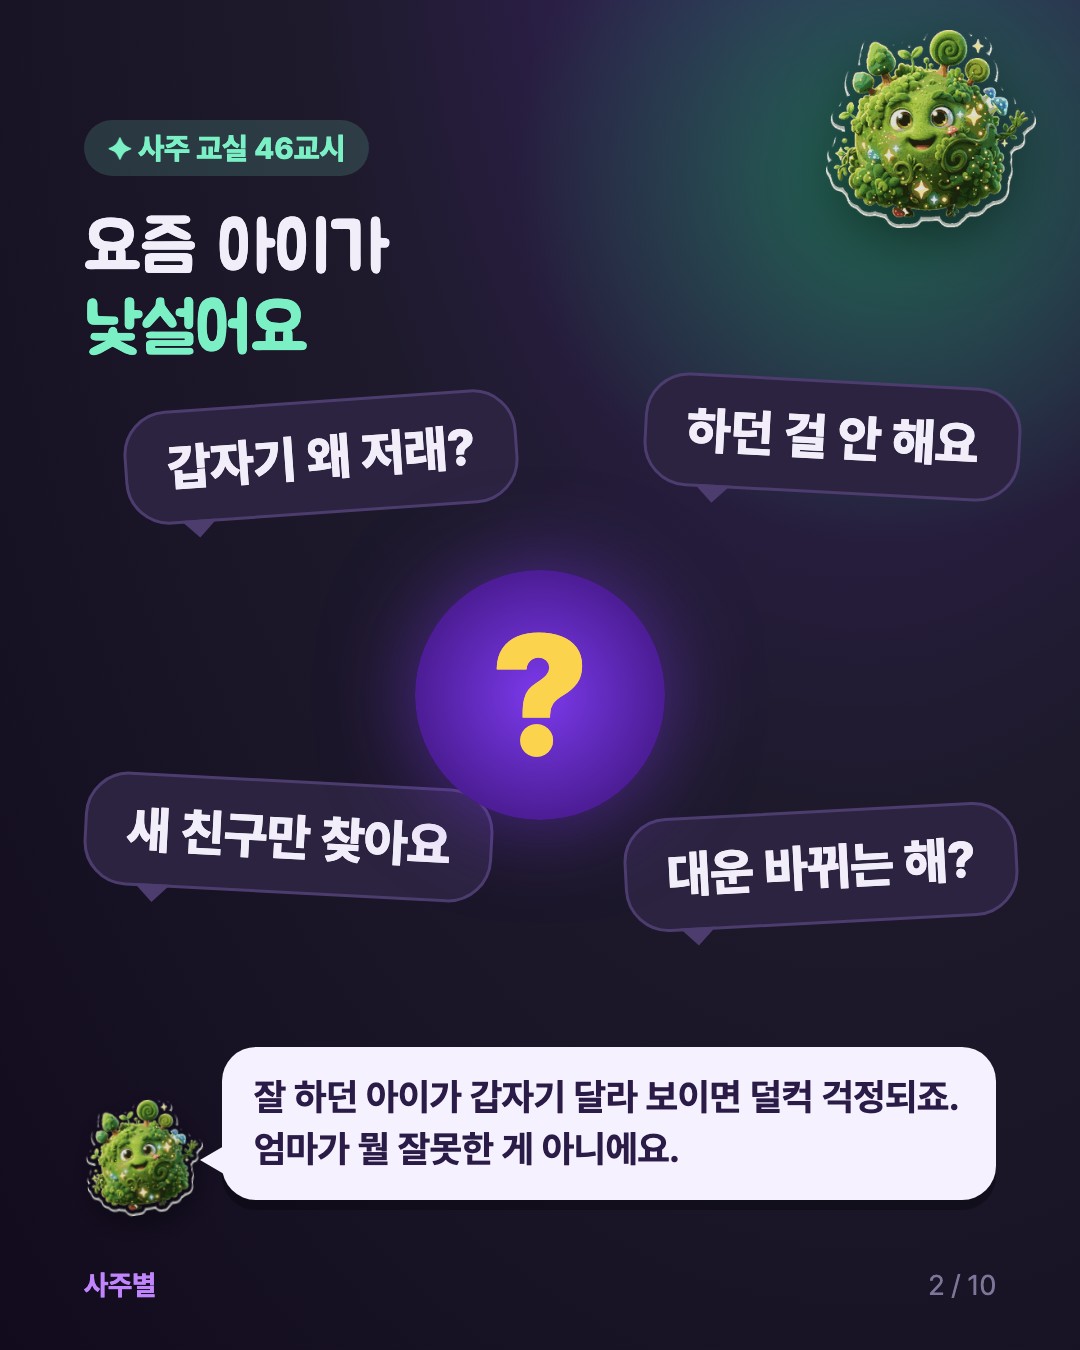 ✦ 사주 교실 46교시
요즘 아이가
낯설어요
갑자기 왜 저래?
하던 걸 안 해요
?
새 친구만 찾아요
대운 바뀌는 해?
잘 하던 아이가 갑자기 달라 보이면 덜컥 걱정되죠.
엄마가 뭘 잘못한 게 아니에요.
사주별
2 / 10